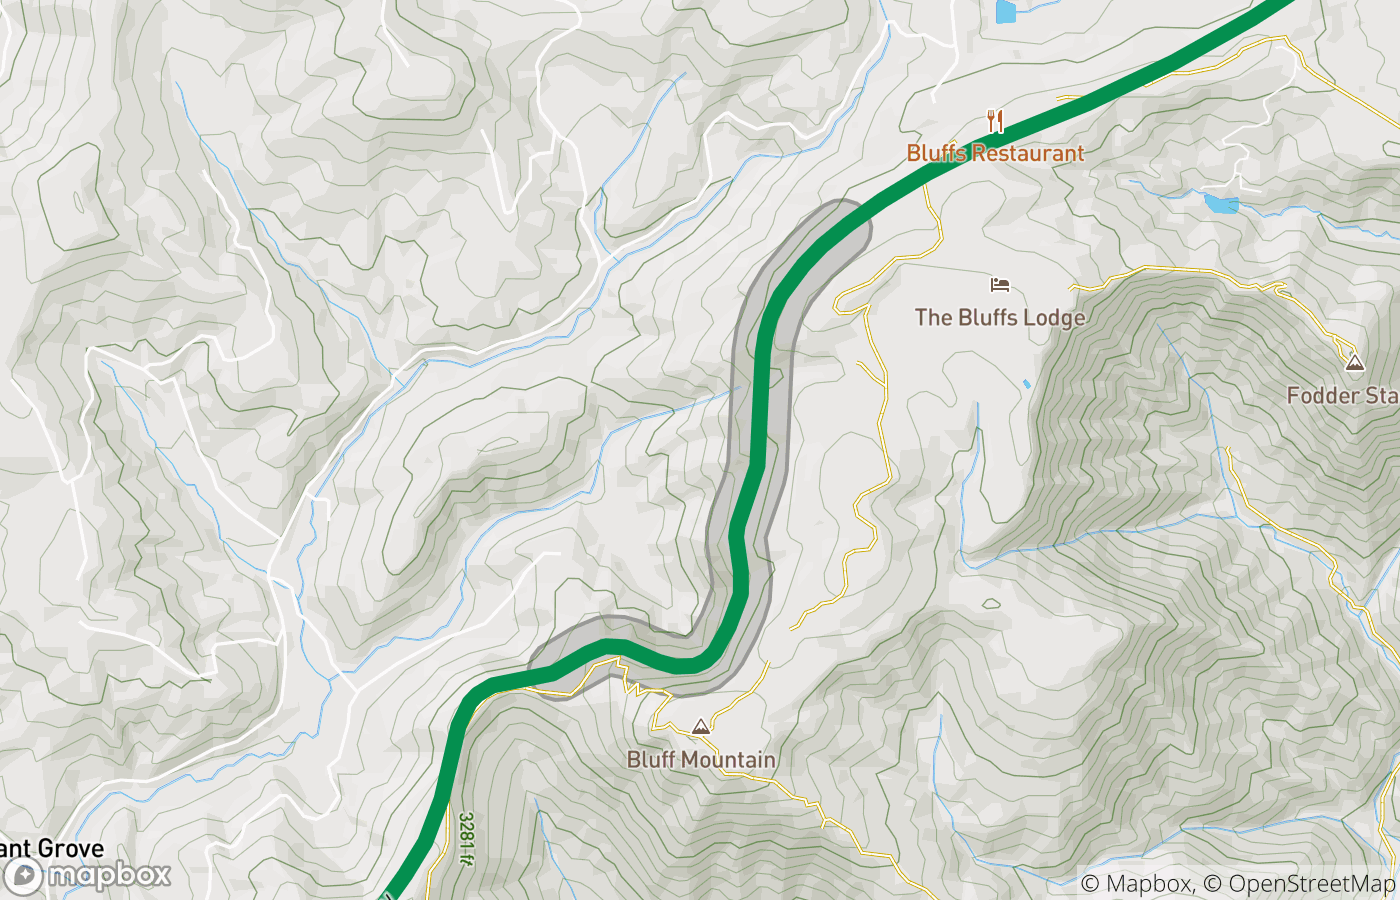 Bluffs Restaurant
The Bluffs Lodge
Fodder Sta
Bluff Mountain
3281 ft
ant Grove
mapbox
© Mapbox, © OpenStreetMap